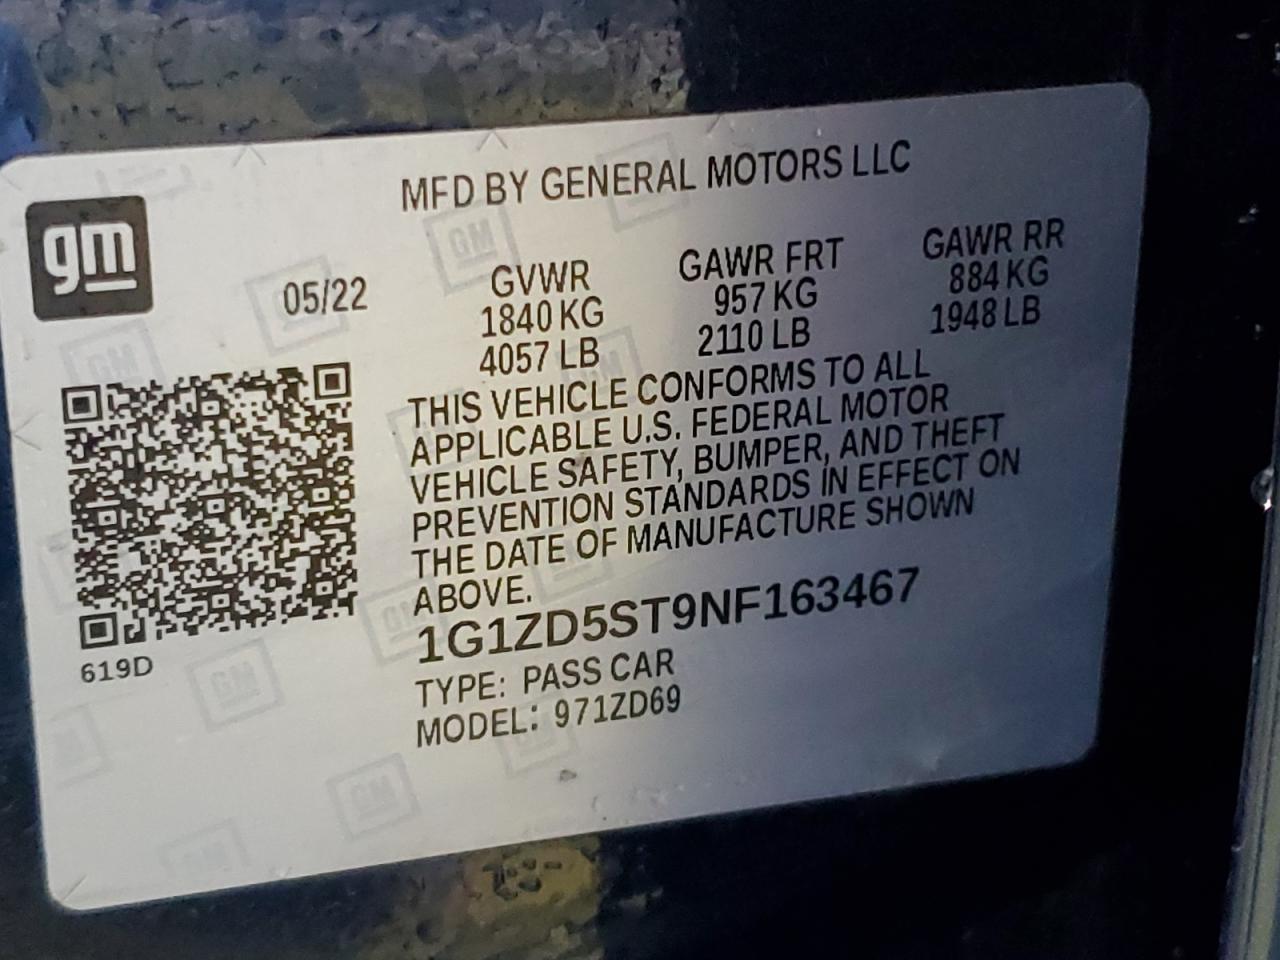 MFD BY GENERAL MOTORS LLC
gm
05/22
GVWR
1840 KG
4057 LB
GAWR FRT
957 KG
2110 LB
GAWR RR
884 KG
1948 LB
THIS VEHICLE CONFORMS TO ALL
APPLICABLE U.S. FEDERAL MOTOR
VEHICLE SAFETY, BUMPER, AND THEFT
PREVENTION STANDARDS IN EFFECT ON
THE DATE OF MANUFACTURE SHOWN
ABOVE.
1G1ZD5ST9NF163467
TYPE: PASS CAR
MODEL: 971ZD69
619D